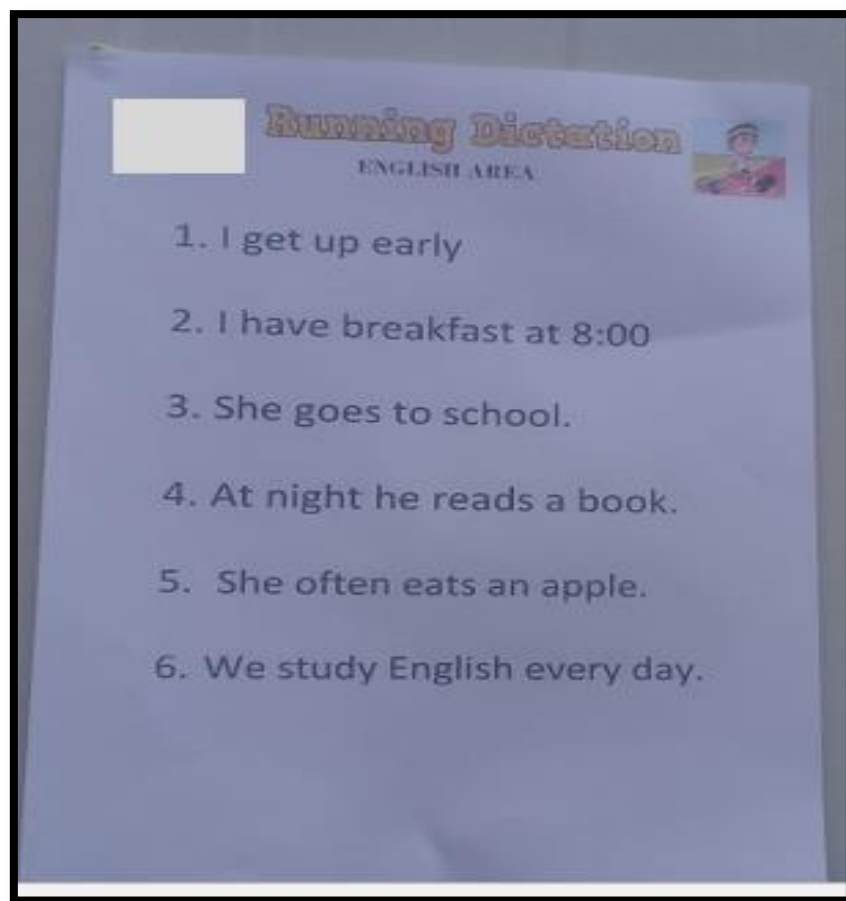 Running Dictation
ENGLISH AREA
1. I get up early
2. I have breakfast at 8:00
3. She goes to school.
4. At night he reads a book.
5. She often eats an apple.
6. We study English every day.